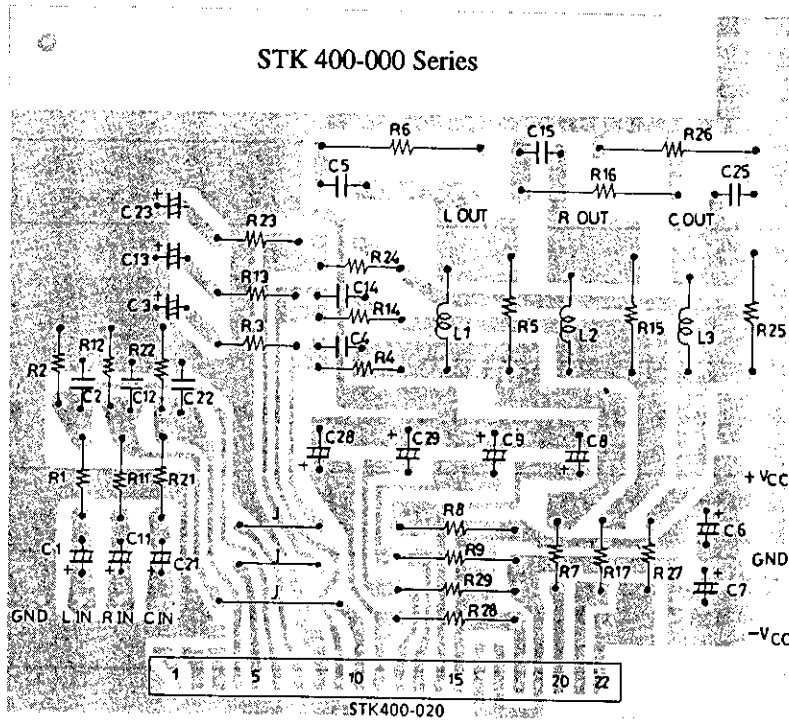 STK 400-000 Series
R6 C15 R26
C5 R16 C25
C23 L OUT R OUT C OUT
R23
C13 R24
R13 C14
C3 R14 L1 R5 L2 R15 L3 R25
R3 C4
R2 R12 R22 R4
C2 C12 C22
C28 C29 C9 C8
R1 R11 R21 + VCC
J R8 C6
C1 C11 C21 J R9 R7 R17 R27 GND
J R29 C7
GND L IN R IN C IN R28
-VCC
1 5 10 15 20 22
STK400-020